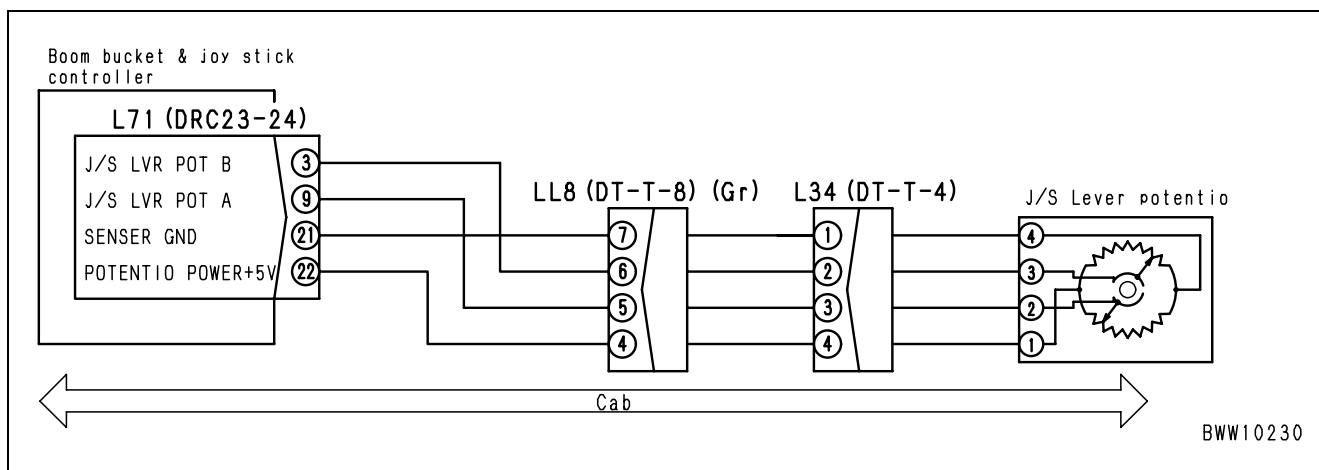 Boom bucket & joy stick
controller
L71 (DRC23-24)
J/S LVR POT B 3
J/S LVR POT A 9
SENSER GND 21
POTENTIO POWER+5V 22
LL8 (DT-T-8) (Gr)
7
6
5
4
L34 (DT-T-4)
1
2
3
4
J/S Lever potentio
4
3
2
1
Cab
BWW10230